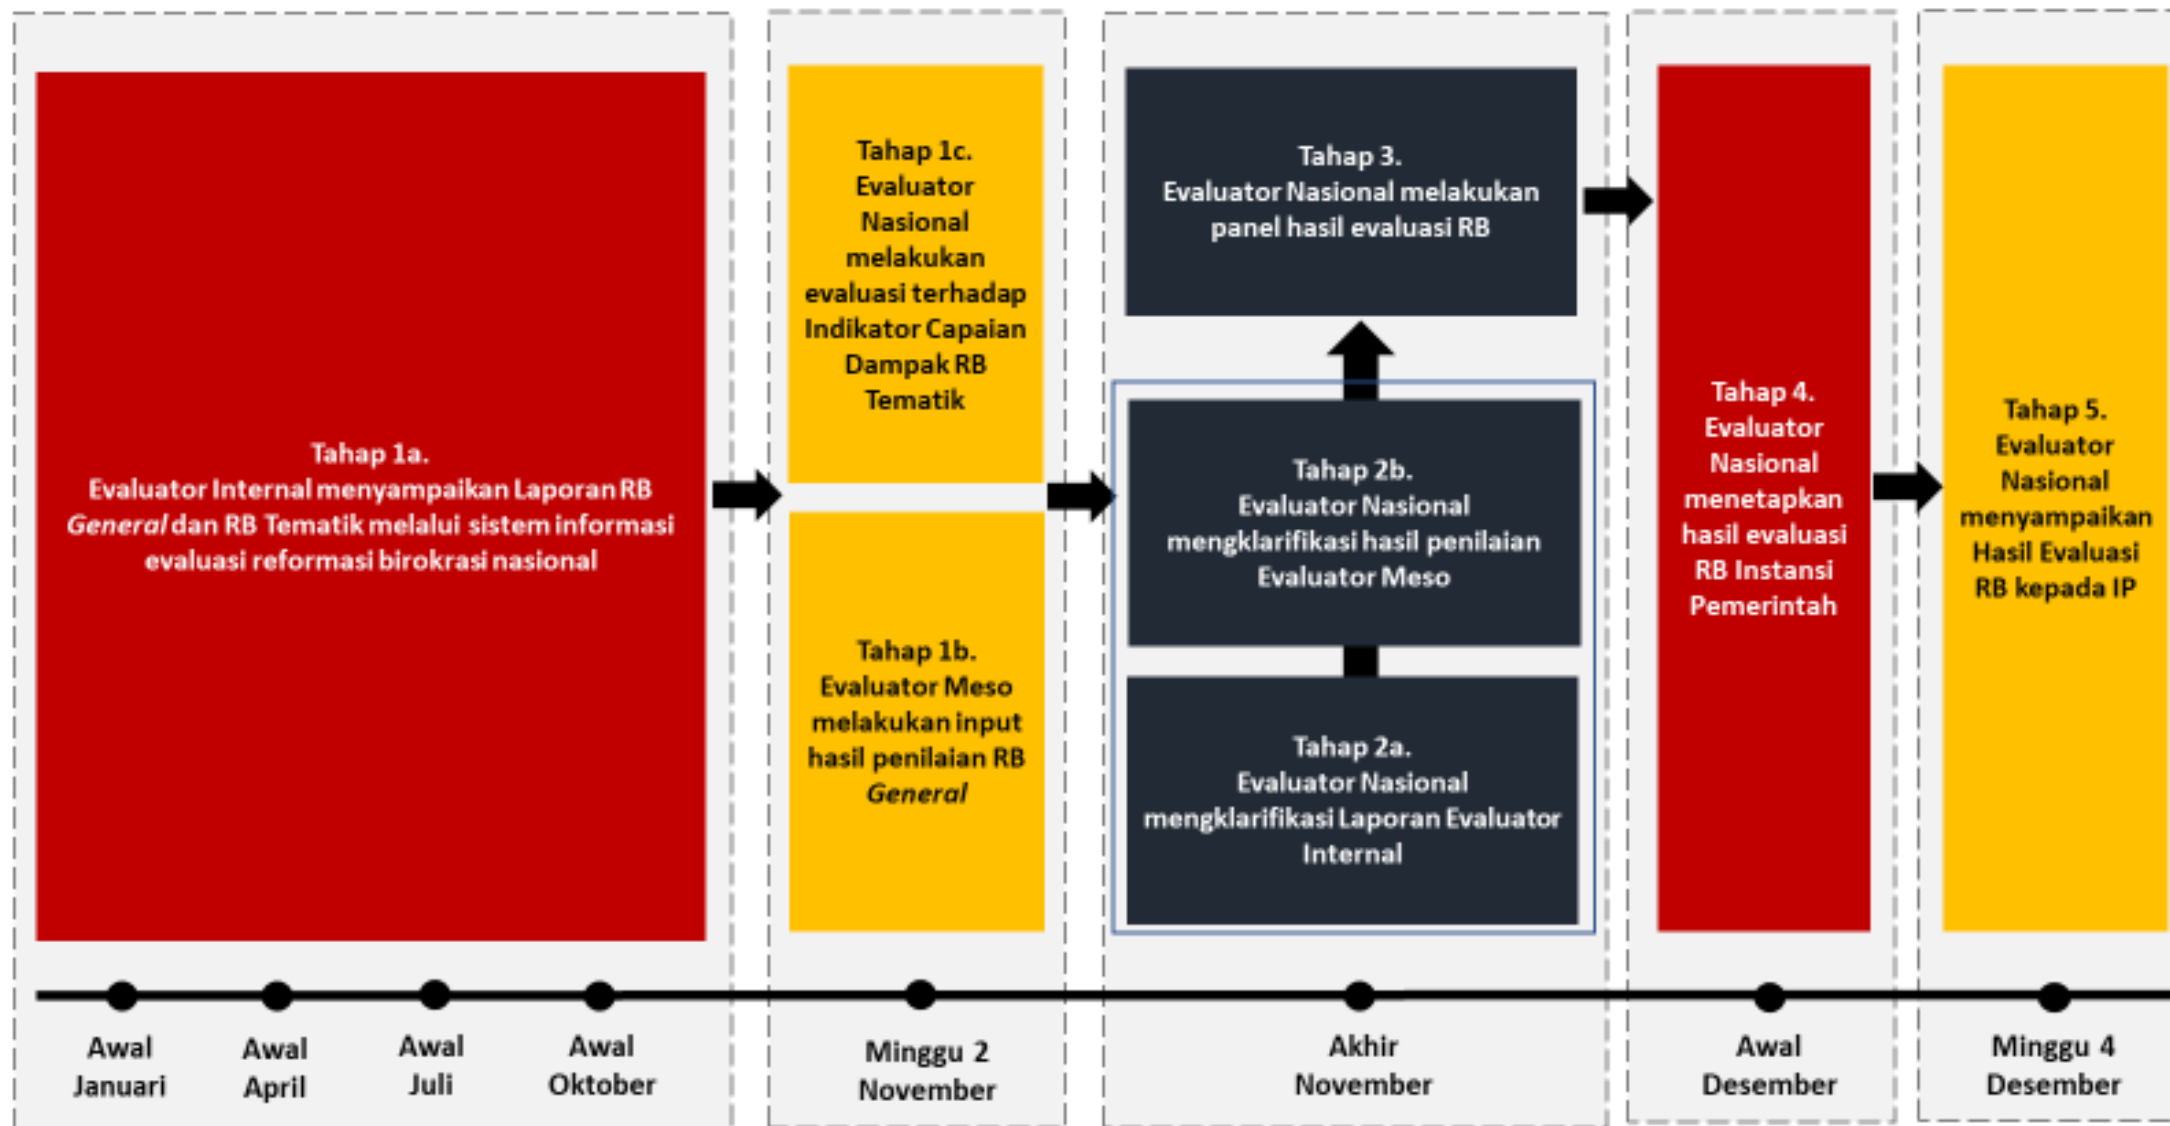 Tahap 1a.
Evaluator Internal menyampaikan Laporan RB
General dan RB Tematik melalui sistem informasi
evaluasi reformasi birokrasi nasional
Tahap 1c.
Evaluator
Nasional
melakukan
evaluasi terhadap
Indikator Capaian
Dampak RB
Tematik
Tahap 1b.
Evaluator Meso
melakukan input
hasil penilaian RB
General
Tahap 3.
Evaluator Nasional melakukan
panel hasil evaluasi RB
Tahap 2b.
Evaluator Nasional
mengklarifikasi hasil penilaian
Evaluator Meso
Tahap 2a.
Evaluator Nasional
mengklarifikasi Laporan Evaluator
Internal
Tahap 4.
Evaluator
Nasional
menetapkan
hasil evaluasi
RB Instansi
Pemerintah
Tahap 5.
Evaluator
Nasional
menyampaikan
Hasil Evaluasi
RB kepada IP
Awal
Januari
Awal
April
Awal
Juli
Awal
Oktober
Minggu 2
November
Akhir
November
Awal
Desember
Minggu 4
Desember